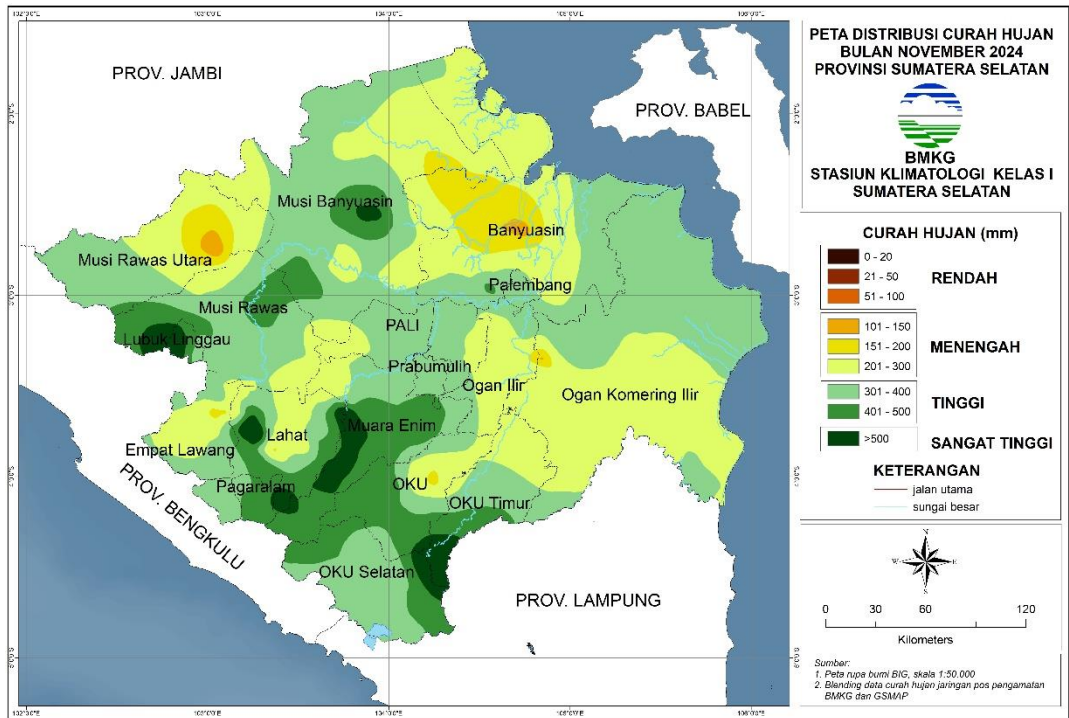 PETA DISTRIBUSI CURAH HUJAN
BULAN NOVEMBER 2024
PROVINSI SUMATERA SELATAN
BMKG
STASIUN KLIMATOLOGI KELAS I
SUMATERA SELATAN
CURAH HUJAN (mm)
0 - 20
21 - 50
51 - 100
RENDAH
101 - 150
151 - 200
201 - 300
MENENGAH
301 - 400
401 - 500
TINGGI
>500
SANGAT TINGGI
KETERANGAN
jalan utama
sungai besar
N
W
E
S
0 30 60 120
Kilometers
Sumber:
1. Peta rupa bumi BIG, skala 1:50.000
2. Blending data curah hujan jaringan pos pengamatan
BMKG dan GSMAP
PROV. JAMBI
PROV. BABEL
Musi Banyuasin
Banyuasin
Musi Rawas Utara
Palembang
Musi Rawas
PALI
Lubuk Linggau
Prabumulih
Ogan Ilir
Ogan Komering Ilir
Muara Enim
Lahat
Empat Lawang
Pagaralam
OKU
OKU Timur
PROV. BENGKULU
OKU Selatan
PROV. LAMPUNG